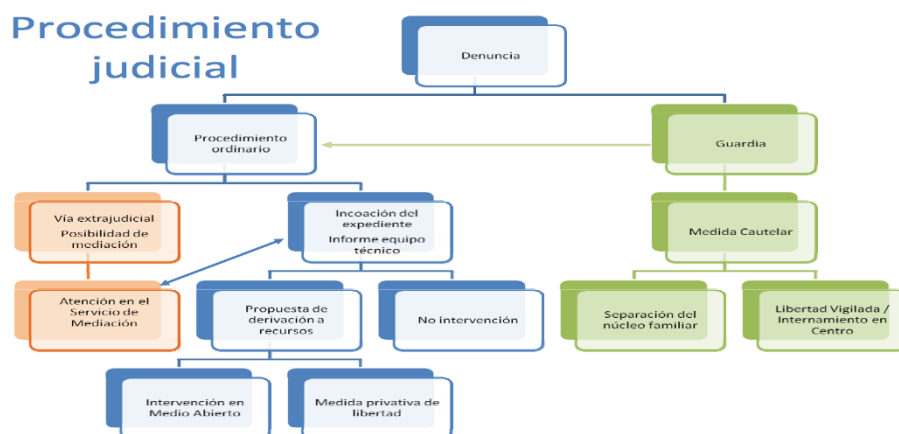 Procedimiento
judicial
Denuncia
Procedimiento
ordinario
Guardia
Vía extrajudicial
Posibilidad de
mediación
Incoación del
expediente
Informe equipo
técnico
Medida Cautelar
Atención en el
Servicio de
Mediación
Propuesta de
derivación a
recursos
No intervención
Separación del
núcleo familiar
Libertad Vigilada /
Internamiento en
Centro
Intervención en
Medio Abierto
Medida privativa de
libertad